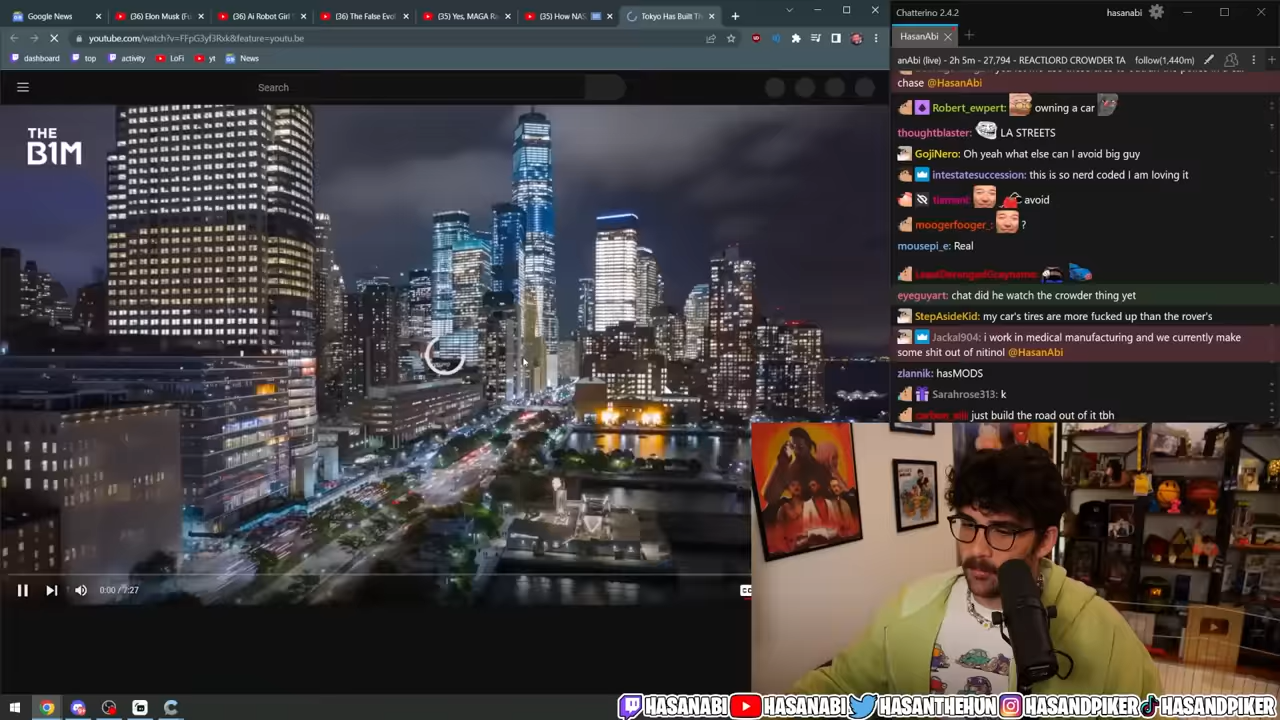 Google News
(36) Elon Musk (Fu
(36) Ai Robot Girl
(36) The False Evol
(35) Yes, MAGA Ra
(35) How NAS
Tokyo Has Built Th
youtube.com/watch?v=FFpG3yf3Rxk&feature=youtu.be
dashboard
top
activity
LoFi
yt
News
Search
THE
B1M
0:00 / 7:27
CC
Chatterino 2.4.2
hasanabi
HasanAbi
anAbi (live) - 2h 5m - 27,794 - REACTLORD CROWDER TA
follow(1,440m)
chase @HasanAbi
Robert_ewpert: owning a car
thoughtblaster: LA STREETS
GojiNero: Oh yeah what else can I avoid big guy
intestatesuccession: this is so nerd coded I am loving it
avoid
moogerfooger_: ?
mousepi_e: Real
eyeguyart: chat did he watch the crowder thing yet
StepAsideKid: my car's tires are more fucked up than the rover's
Jackal904: i work in medical manufacturing and we currently make
some shit out of nitinol @HasanAbi
zlannik: hasMODS
Sarahrose313: k
just build the road out of it tbh
HASANABI
HASANABI
HASANTHEHUN
HASANDPIKER
HASANDPIKER